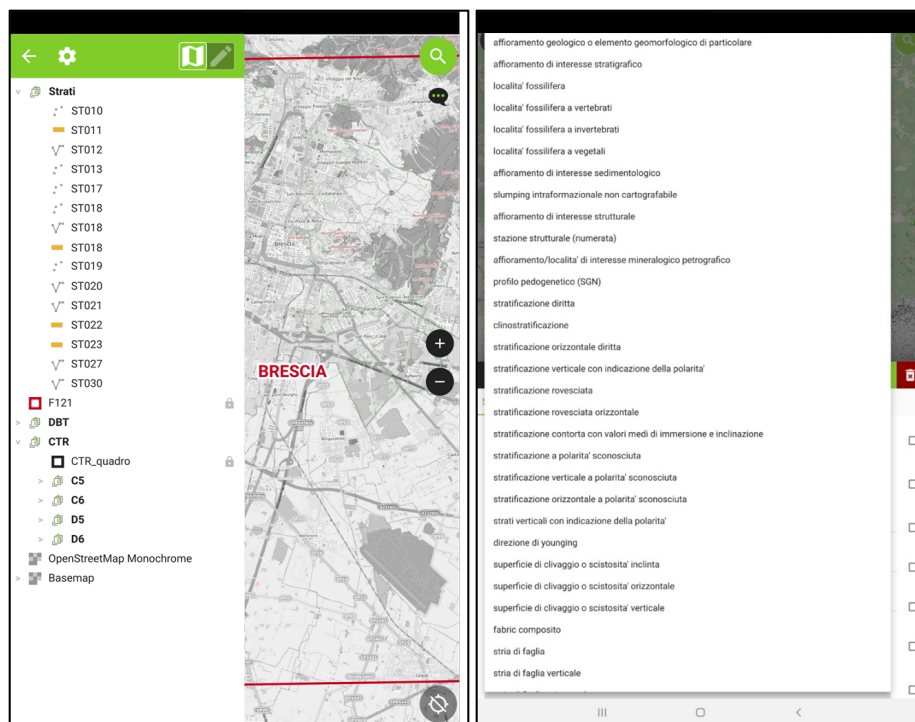 Strati
ST010
ST011
ST012
ST013
ST017
ST018
ST018
ST018
ST019
ST020
ST021
ST022
ST023
ST027
ST030
F121
DBT
CTR
CTR_quadro
C5
C6
D5
D6
OpenStreetMap Monochrome
Basemap
Brescia
BRESCIA
affioramento geologico o elemento geomorfologico di particolare
affioramento di interesse stratigrafico
localita' fossilifera
localita' fossilifera a vertebrati
localita' fossilifera a invertebrati
localita' fossilifera a vegetali
affioramento di interesse sedimentologico
slumping intraformazionale non cartografabile
affioramento di interesse strutturale
stazione strutturale (numerata)
affioramento/localita' di interesse mineralogico petrografico
profilo pedogenetico (SGN)
stratificazione diritta
clinostratificazione
stratificazione orizzontale diritta
stratificazione verticale con indicazione della polarita'
stratificazione rovesciata
stratificazione rovesciata orizzontale
stratificazione contorta con valori medi di immersione e inclinazione
stratificazione a polarita' sconosciuta
stratificazione verticale a polarita' sconosciuta
stratificazione orizzontale a polarita' sconosciuta
strati verticali con indicazione della polarita'
direzione di younging
superficie di clivaggio o scistosita' inclinta
superficie di clivaggio o scistosita' orizzontale
superficie di clivaggio o scistosita' verticale
fabric composito
stria di faglia
stria di faglia verticale